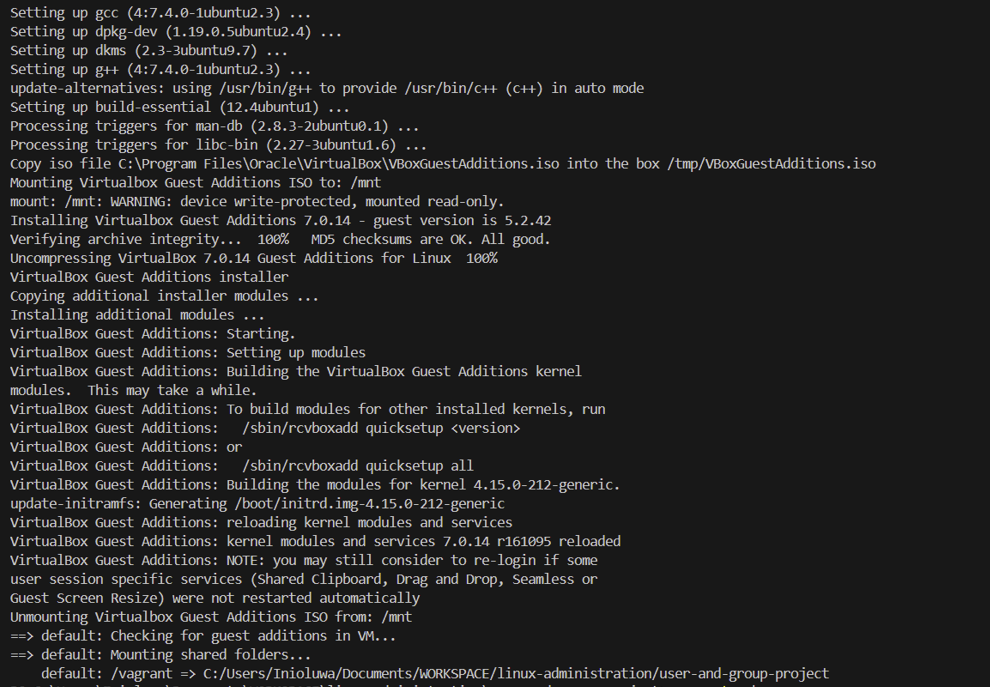 Setting up gcc (4:7.4.0-1ubuntu2.3) ...
Setting up dpkg-dev (1.19.0.5ubuntu2.4) ...
Setting up dkms (2.3-3ubuntu9.7) ...
Setting up g++ (4:7.4.0-1ubuntu2.3) ...
update-alternatives: using /usr/bin/g++ to provide /usr/bin/c++ (c++) in auto mode
Setting up build-essential (12.4ubuntu1) ...
Processing triggers for man-db (2.8.3-2ubuntu0.1) ...
Processing triggers for libc-bin (2.27-3ubuntu1.6) ...
Copy iso file C:\Program Files\Oracle\VirtualBox\VBoxGuestAdditions.iso into the box /tmp/VBoxGuestAdditions.iso
Mounting Virtualbox Guest Additions ISO to: /mnt
mount: /mnt: WARNING: device write-protected, mounted read-only.
Installing Virtualbox Guest Additions 7.0.14 - guest version is 5.2.42
Verifying archive integrity...  100%   MD5 checksums are OK. All good.
Uncompressing VirtualBox 7.0.14 Guest Additions for Linux  100%
VirtualBox Guest Additions installer
Copying additional installer modules ...
Installing additional modules ...
VirtualBox Guest Additions: Starting.
VirtualBox Guest Additions: Setting up modules
VirtualBox Guest Additions: Building the VirtualBox Guest Additions kernel
modules.  This may take a while.
VirtualBox Guest Additions: To build modules for other installed kernels, run
VirtualBox Guest Additions:   /sbin/rcvboxadd quicksetup <version>
VirtualBox Guest Additions: or
VirtualBox Guest Additions:   /sbin/rcvboxadd quicksetup all
VirtualBox Guest Additions: Building the modules for kernel 4.15.0-212-generic.
update-initramfs: Generating /boot/initrd.img-4.15.0-212-generic
VirtualBox Guest Additions: reloading kernel modules and services
VirtualBox Guest Additions: kernel modules and services 7.0.14 r161095 reloaded
VirtualBox Guest Additions: NOTE: you may still consider to re-login if some
user session specific services (Shared Clipboard, Drag and Drop, Seamless or
Guest Screen Resize) were not restarted automatically
Unmounting Virtualbox Guest Additions ISO from: /mnt
==> default: Checking for guest additions in VM...
==> default: Mounting shared folders...
    default: /vagrant => C:/Users/Inioluwa/Documents/WORKSPACE/linux-administration/user-and-group-project